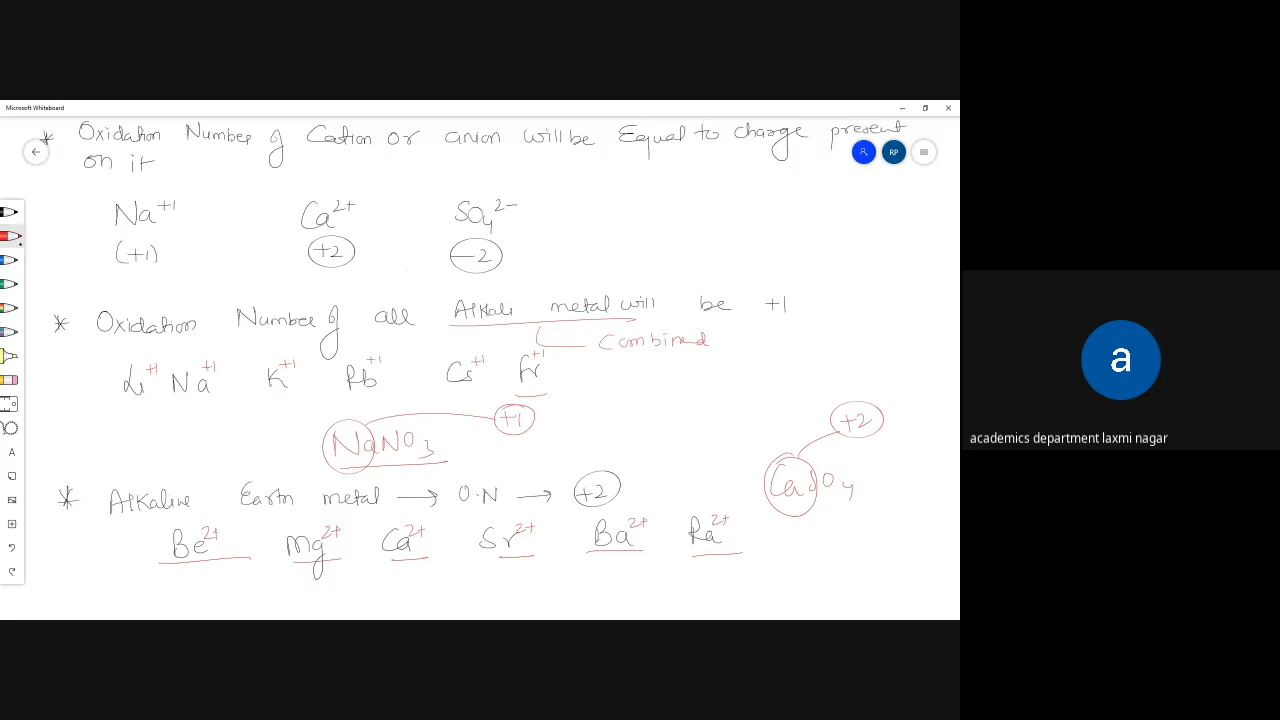 Microsoft Whiteboard
* Oxidation Number of Cation or anion will be Equal to charge present
on it
RP
Na+1 Ca2+ SO42-
(+1) +2 -2
* Oxidation Number of all Alkali metal will be +1
Combined
Li+1 Na+1 K+1 Rb+1 Cs+1 Fr+1
NaNO3 +1
+2
CaSO4
* Alkaline Earth metal → O.N → +2
Be2+ Mg2+ Ca2+ Sr2+ Ba2+ Ra2+
A
a
academics department laxmi nagar